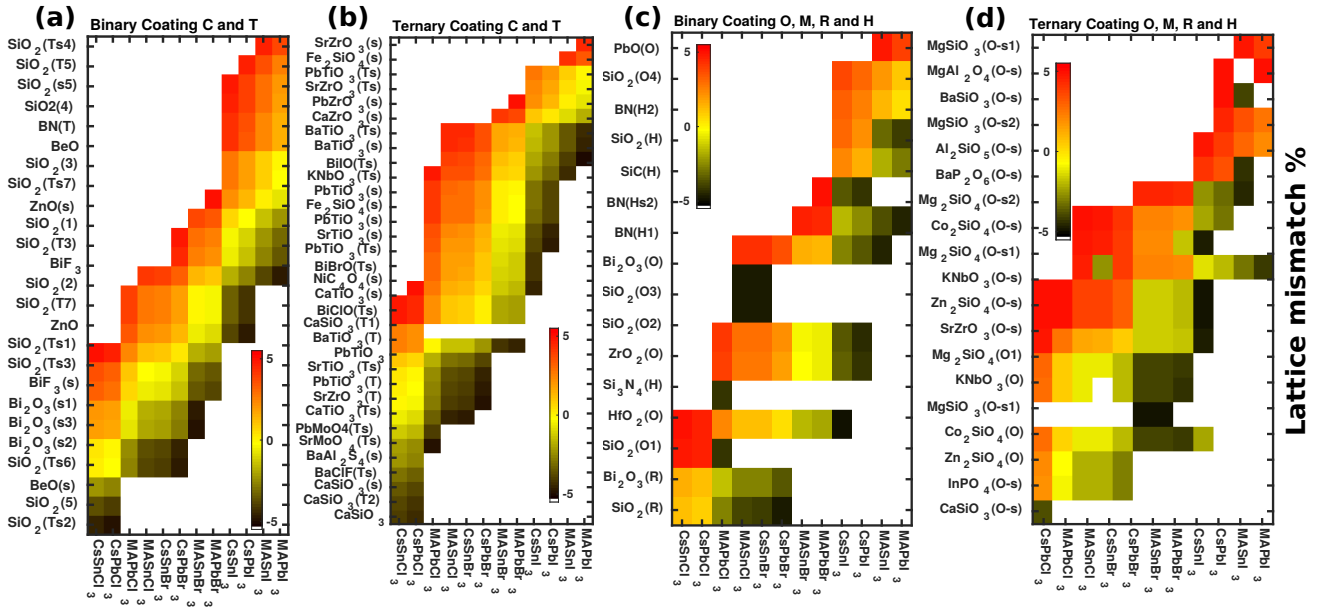 (a) Binary Coating C and T
SiO2(Ts4)
SiO2(T5)
SiO2(s5)
SiO2(4)
BN(T)
BeO
SiO2(3)
SiO2(Ts7)
ZnO(s)
SiO2(1)
SiO2(T3)
BiF3
SiO2(2)
SiO2(T7)
ZnO
SiO2(Ts1)
SiO2(Ts3)
BiF3(s)
Bi2O3(s1)
Bi2O3(s3)
Bi2O3(s2)
SiO2(Ts6)
BeO(s)
SiO2(5)
SiO2(Ts2)
5
0
-5
CsSnCl3
CsPbCl3
MAPbCl3
MASnCl3
CsSnBr3
CsPbBr3
MASnBr3
MAPbBr3
CsSnI3
CsPbI3
MASnI3
MAPbI3
(b) Ternary Coating C and T
SrZrO3(s)
Fe2SiO4(s)
PbTiO3(Ts)
SrZrO3(Ts)
PbZrO3(s)
CaZrO3(s)
BaTiO3(Ts)
BaTiO3(s)
BiIO(Ts)
KNbO3(Ts)
PbTiO3(s)
Fe2SiO4(s)
PbTiO3(s)
SrTiO3(s)
PbTiO3(Ts)
BiBrO(Ts)
NiC4O4(s)
CaTiO3(s)
BiClO(Ts)
CaSiO3(T1)
BaTiO3(T)
PbTiO3
SrTiO3(Ts)
PbTiO3(T)
SrZrO3(T)
CaTiO3(Ts)
PbMoO4(Ts)
SrMoO4(Ts)
BaAl2S4(s)
BaClF(Ts)
CaSiO3(s)
CaSiO3(T2)
CaSiO3
5
0
-5
CsSnCl3
CsPbCl3
MAPbCl3
MASnCl3
CsSnBr3
CsPbBr3
MASnBr3
MAPbBr3
CsSnI3
CsPbI3
MASnI3
MAPbI3
(c) Binary Coating O, M, R and H
PbO(O)
SiO2(O4)
BN(H2)
SiO2(H)
SiC(H)
BN(Hs2)
BN(H1)
Bi2O3(O)
SiO2(O3)
SiO2(O2)
ZrO2(O)
Si3N4(H)
HfO2(O)
SiO2(O1)
Bi2O3(R)
SiO2(R)
5
0
-5
CsSnCl3
CsPbCl3
MAPbCl3
MASnCl3
CsSnBr3
CsPbBr3
MASnBr3
MAPbBr3
CsSnI3
CsPbI3
MASnI3
MAPbI3
(d) Ternary Coating O, M, R and H
MgSiO3(O-s1)
MgAl2O4(O-s)
BaSiO3(O-s)
MgSiO3(O-s2)
Al2SiO5(O-s)
BaP2O6(O-s)
Mg2SiO4(O-s2)
Co2SiO4(O-s)
Mg2SiO4(O-s1)
KNbO3(O-s)
Zn2SiO4(O-s)
SrZrO3(O-s)
Mg2SiO4(O1)
KNbO3(O)
MgSiO3(O-s1)
Co2SiO4(O)
Zn2SiO4(O)
InPO4(O-s)
CaSiO3(O-s)
5
0
-5
CsPbCl3
MAPbCl3
MASnCl3
CsSnBr3
CsPbBr3
MASnBr3
MAPbBr3
CsSnI3
CsPbI3
MASnI3
MAPbI3
Lattice mismatch %